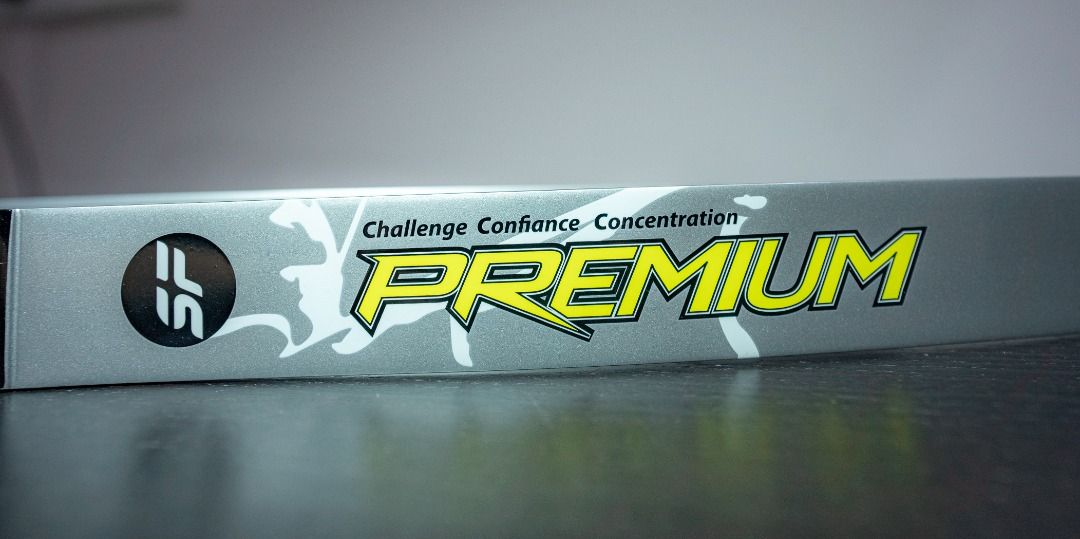 SF
Challenge Confiance Concentration
PREMIUM